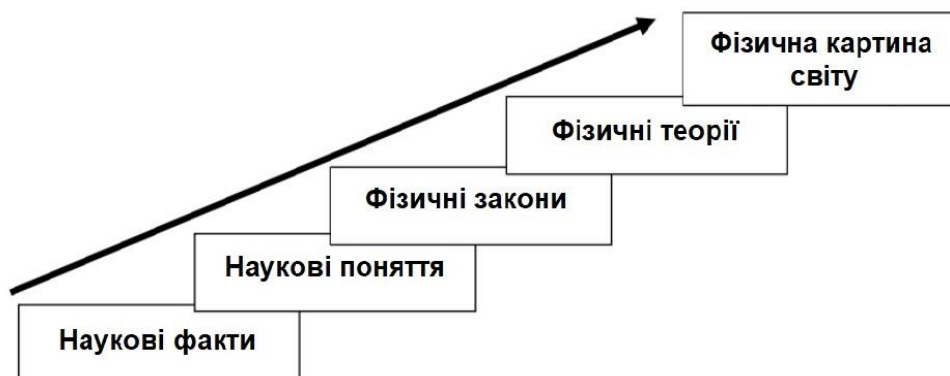 Фізична картина
світу
Фізичні теорії
Фізичні закони
Наукові поняття
Наукові факти